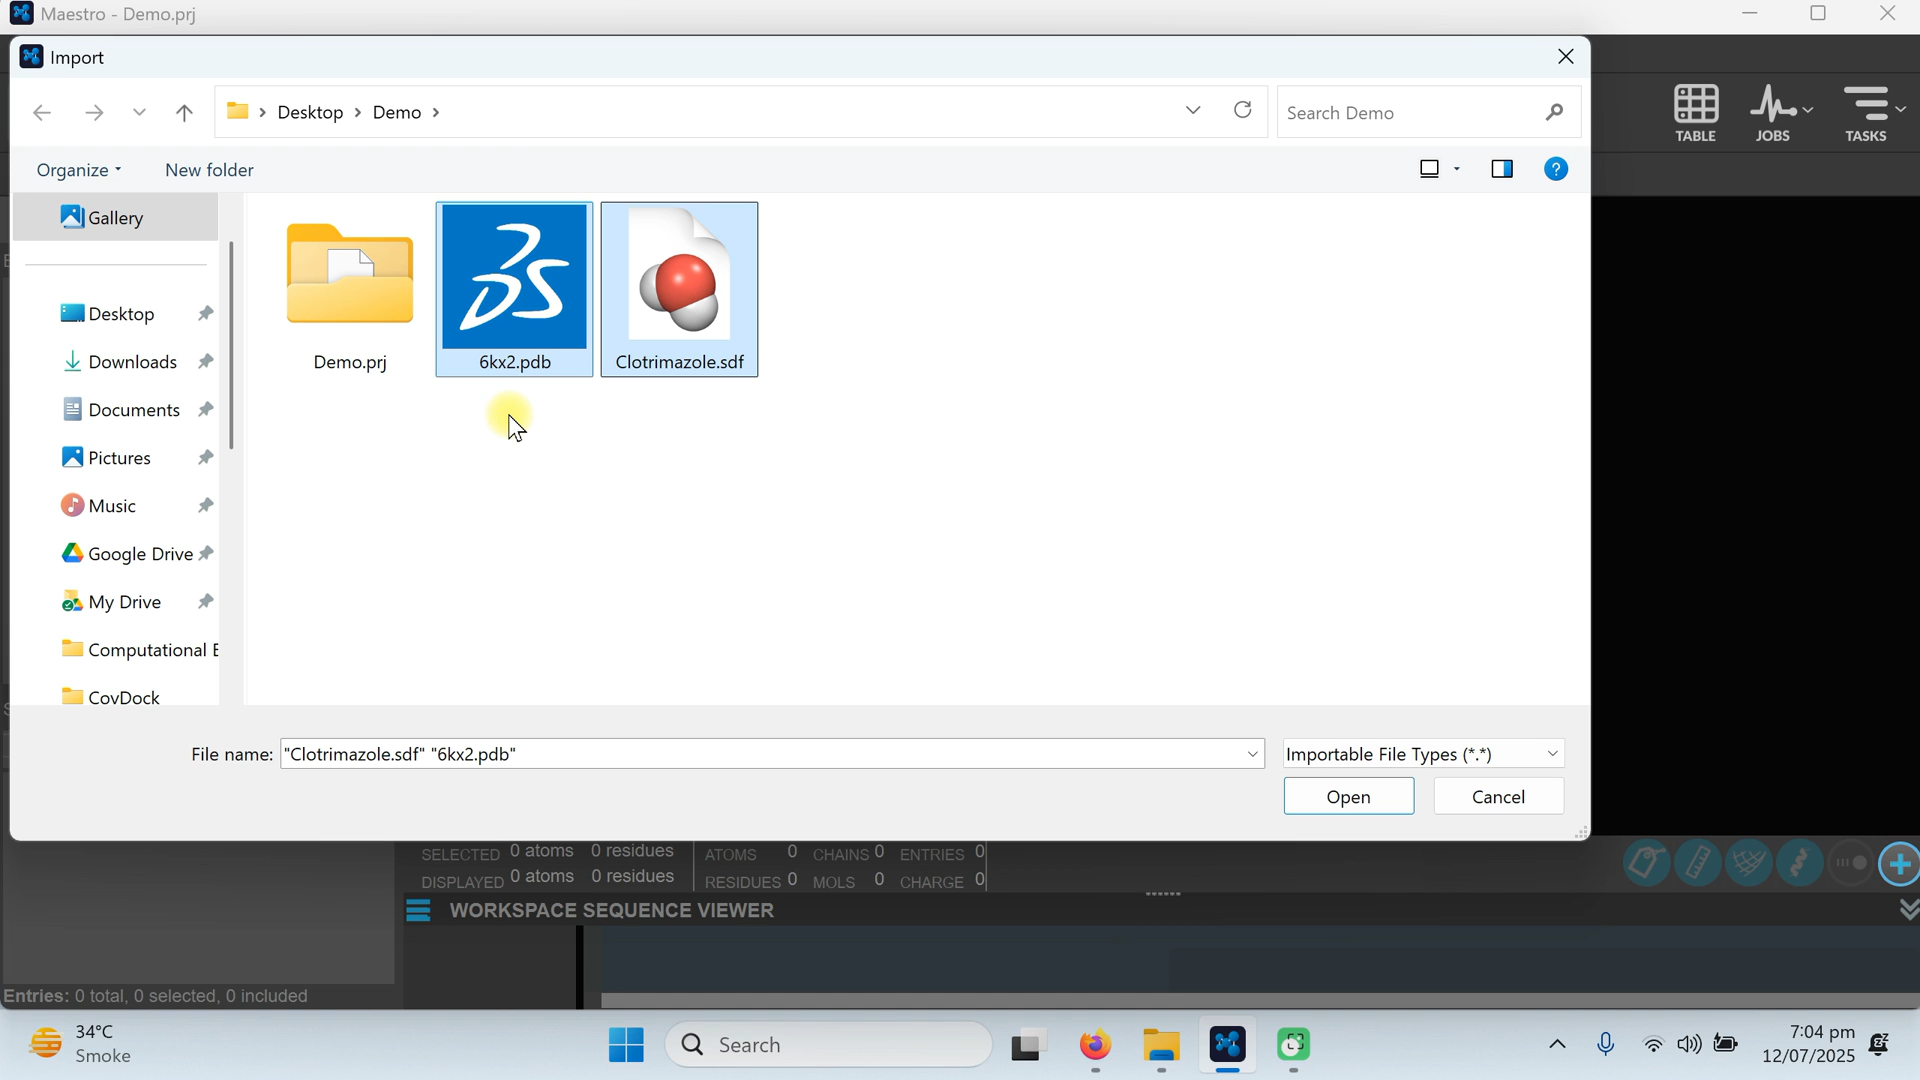 Maestro - Demo.prj
Import
Desktop > Demo >
Search Demo
TABLE
JOBS
TASKS
Organize
New folder
Gallery
Desktop
Downloads
Documents
Pictures
Music
Google Drive
My Drive
Computational E
CovDock
Demo.prj
6kx2.pdb
Clotrimazole.sdf
File name: "Clotrimazole.sdf" "6kx2.pdb"
Importable File Types (*.*)
Open
Cancel
SELECTED 0 atoms 0 residues
ATOMS 0 CHAINS 0 ENTRIES 0
DISPLAYED 0 atoms 0 residues
RESIDUES 0 MOLS 0 CHARGE 0
WORKSPACE SEQUENCE VIEWER
Entries: 0 total, 0 selected, 0 included
34°C
Smoke
Search
7:04 pm
12/07/2025